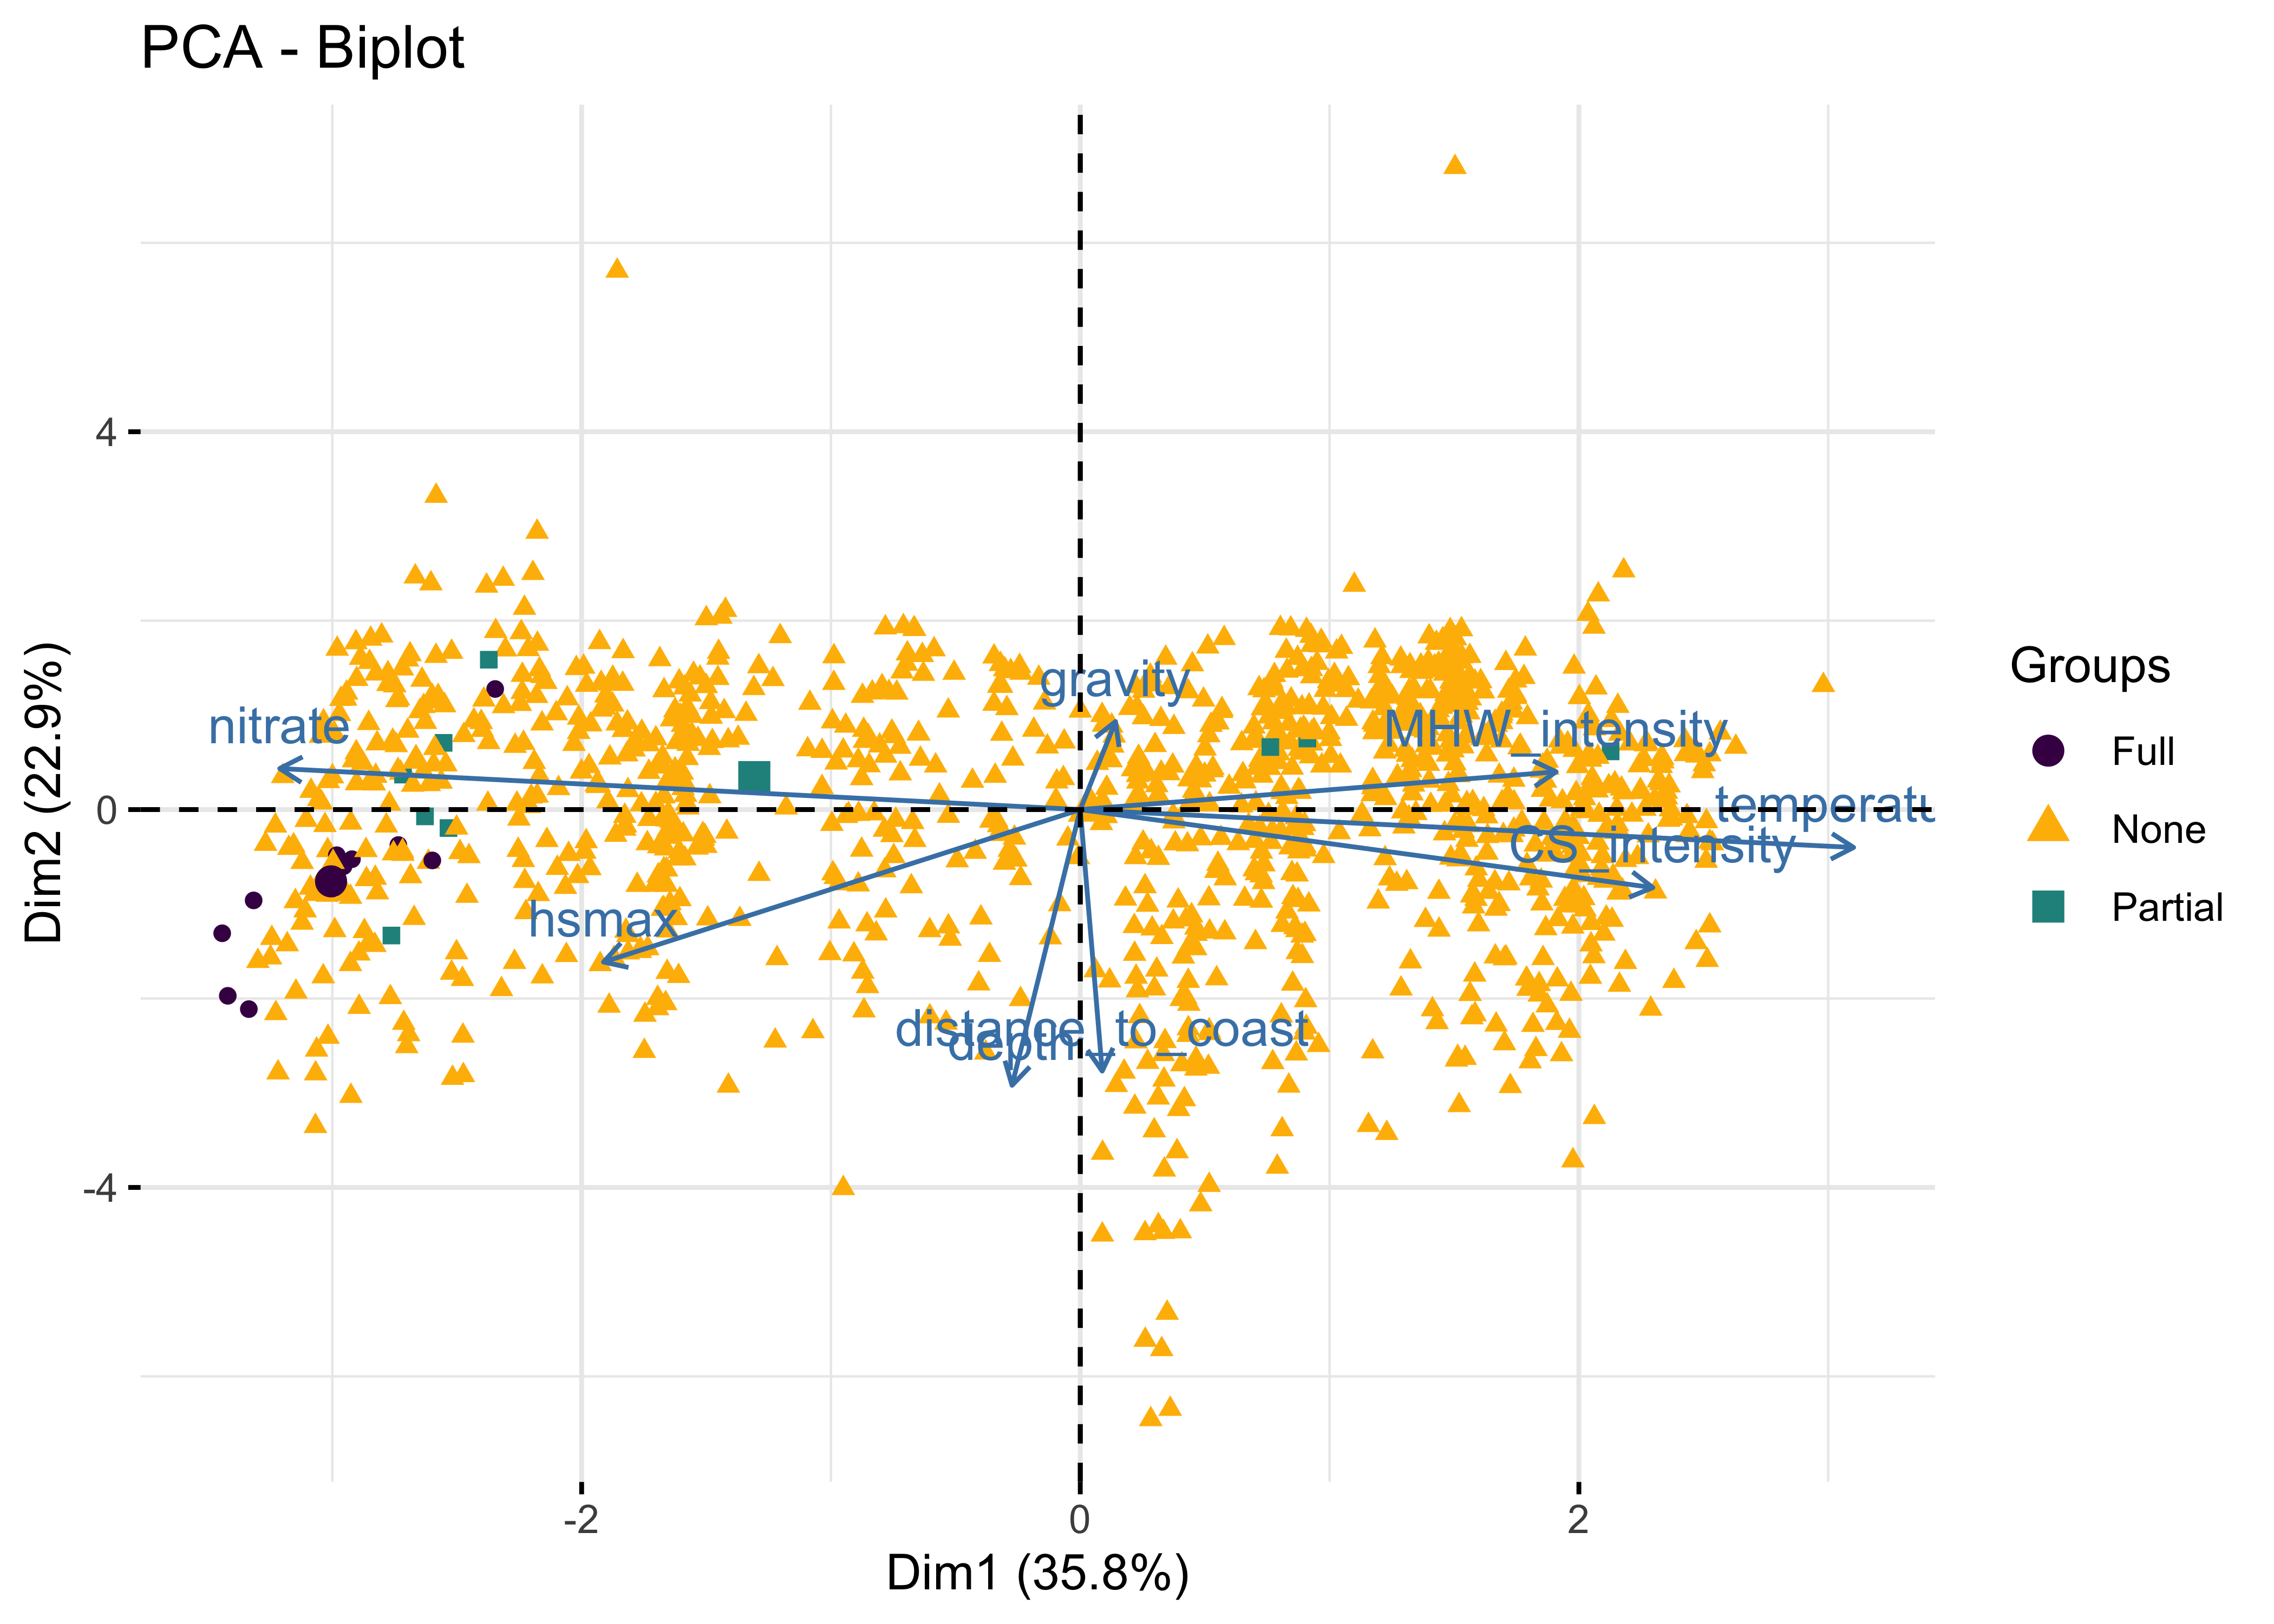 PCA - Biplot
Dim2 (22.9%)
4
0
-4
gravity
nitrate
MHW_intensity
temperatu
CS_intensity
hsmax
distance_to_coast
depth
-2
0
2
Dim1 (35.8%)
Groups
Full
None
Partial